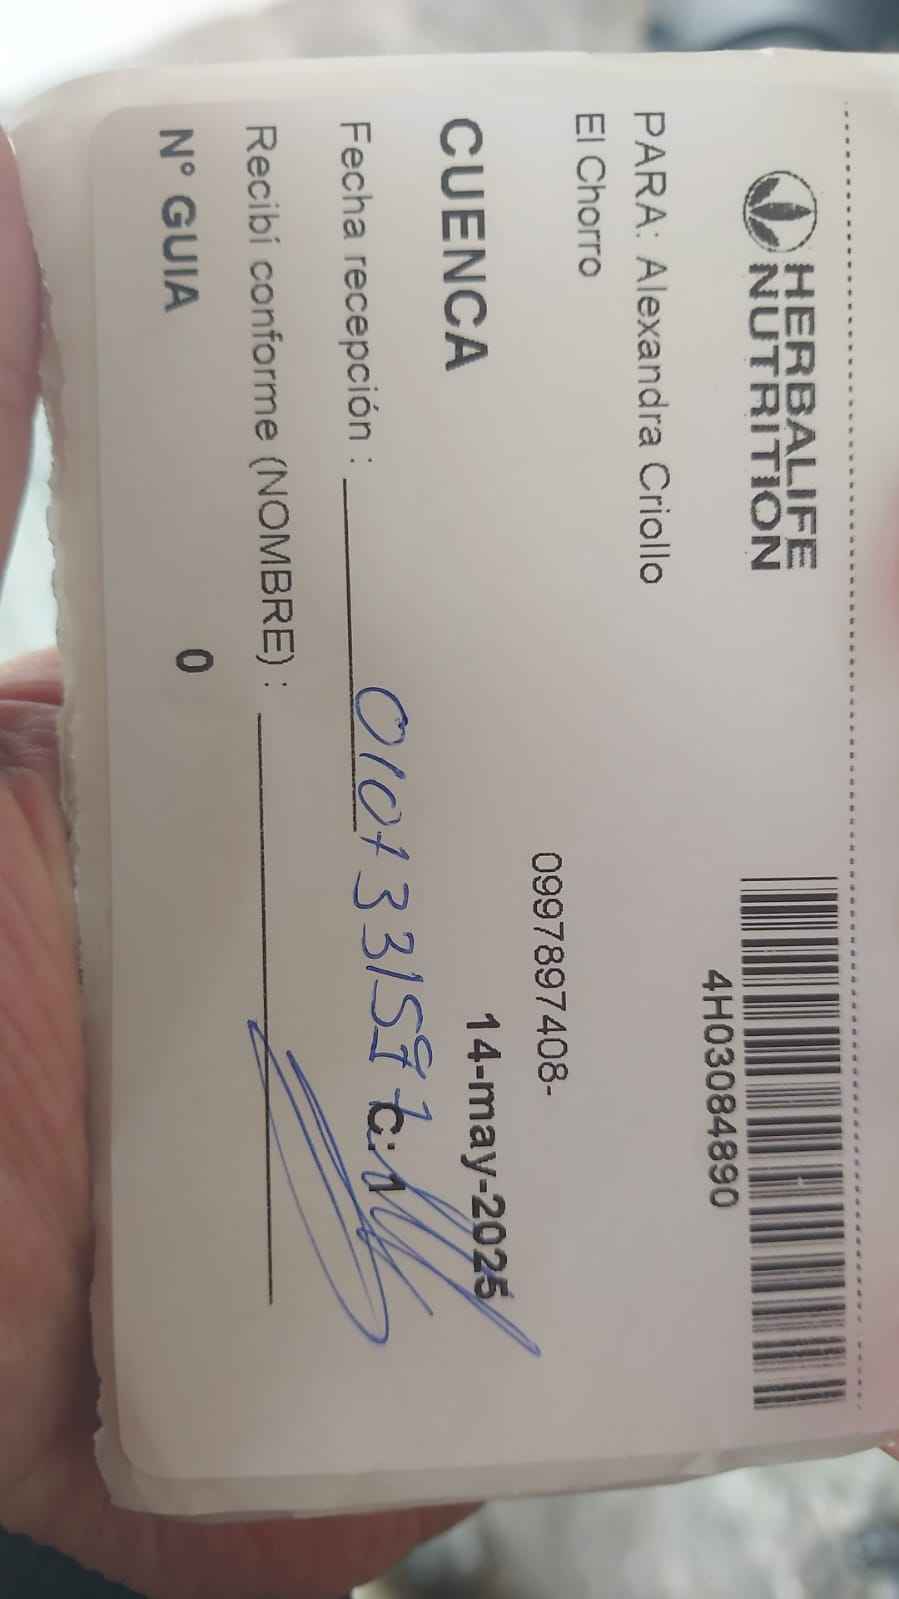 HERBALIFE
NUTRITION
4H03084890
PARA: Alexandra Criollo
El Chorro
0997897408-
CUENCA
14-may-2025
Fecha recepción :
C: 1
Recibí conforme (NOMBRE) :
N° GUIA 0